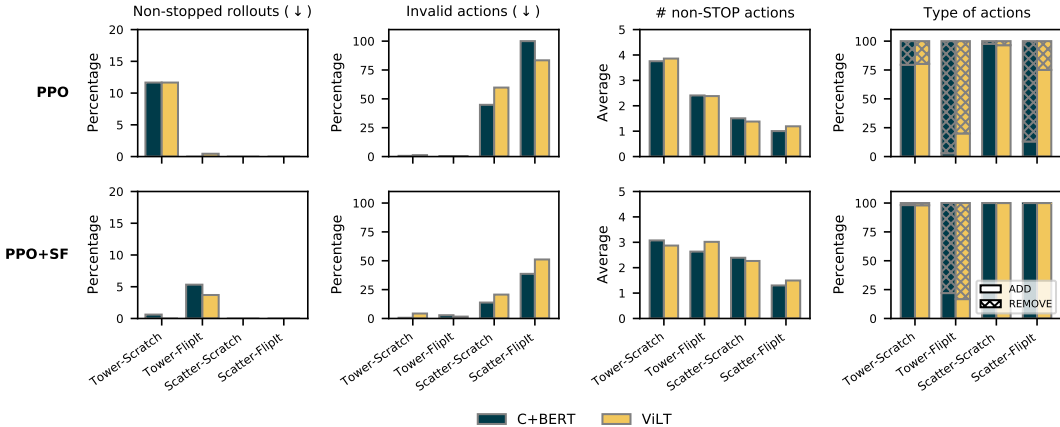 Non-stopped rollouts (↓)
Invalid actions (↓)
# non-STOP actions
Type of actions
PPO
Percentage
20
15
10
5
0
Percentage
100
75
50
25
0
Average
5
4
3
2
1
0
Percentage
100
75
50
25
0
PPO+SF
Percentage
20
15
10
5
0
Percentage
100
75
50
25
0
Average
5
4
3
2
1
0
Percentage
100
75
50
25
0
ADD
REMOVE
Tower-Scratch
Tower-FlipIt
Scatter-Scratch
Scatter-FlipIt
Tower-Scratch
Tower-FlipIt
Scatter-Scratch
Scatter-FlipIt
Tower-Scratch
Tower-FlipIt
Scatter-Scratch
Scatter-FlipIt
Tower-Scratch
Tower-FlipIt
Scatter-Scratch
Scatter-FlipIt
C+BERT
ViLT